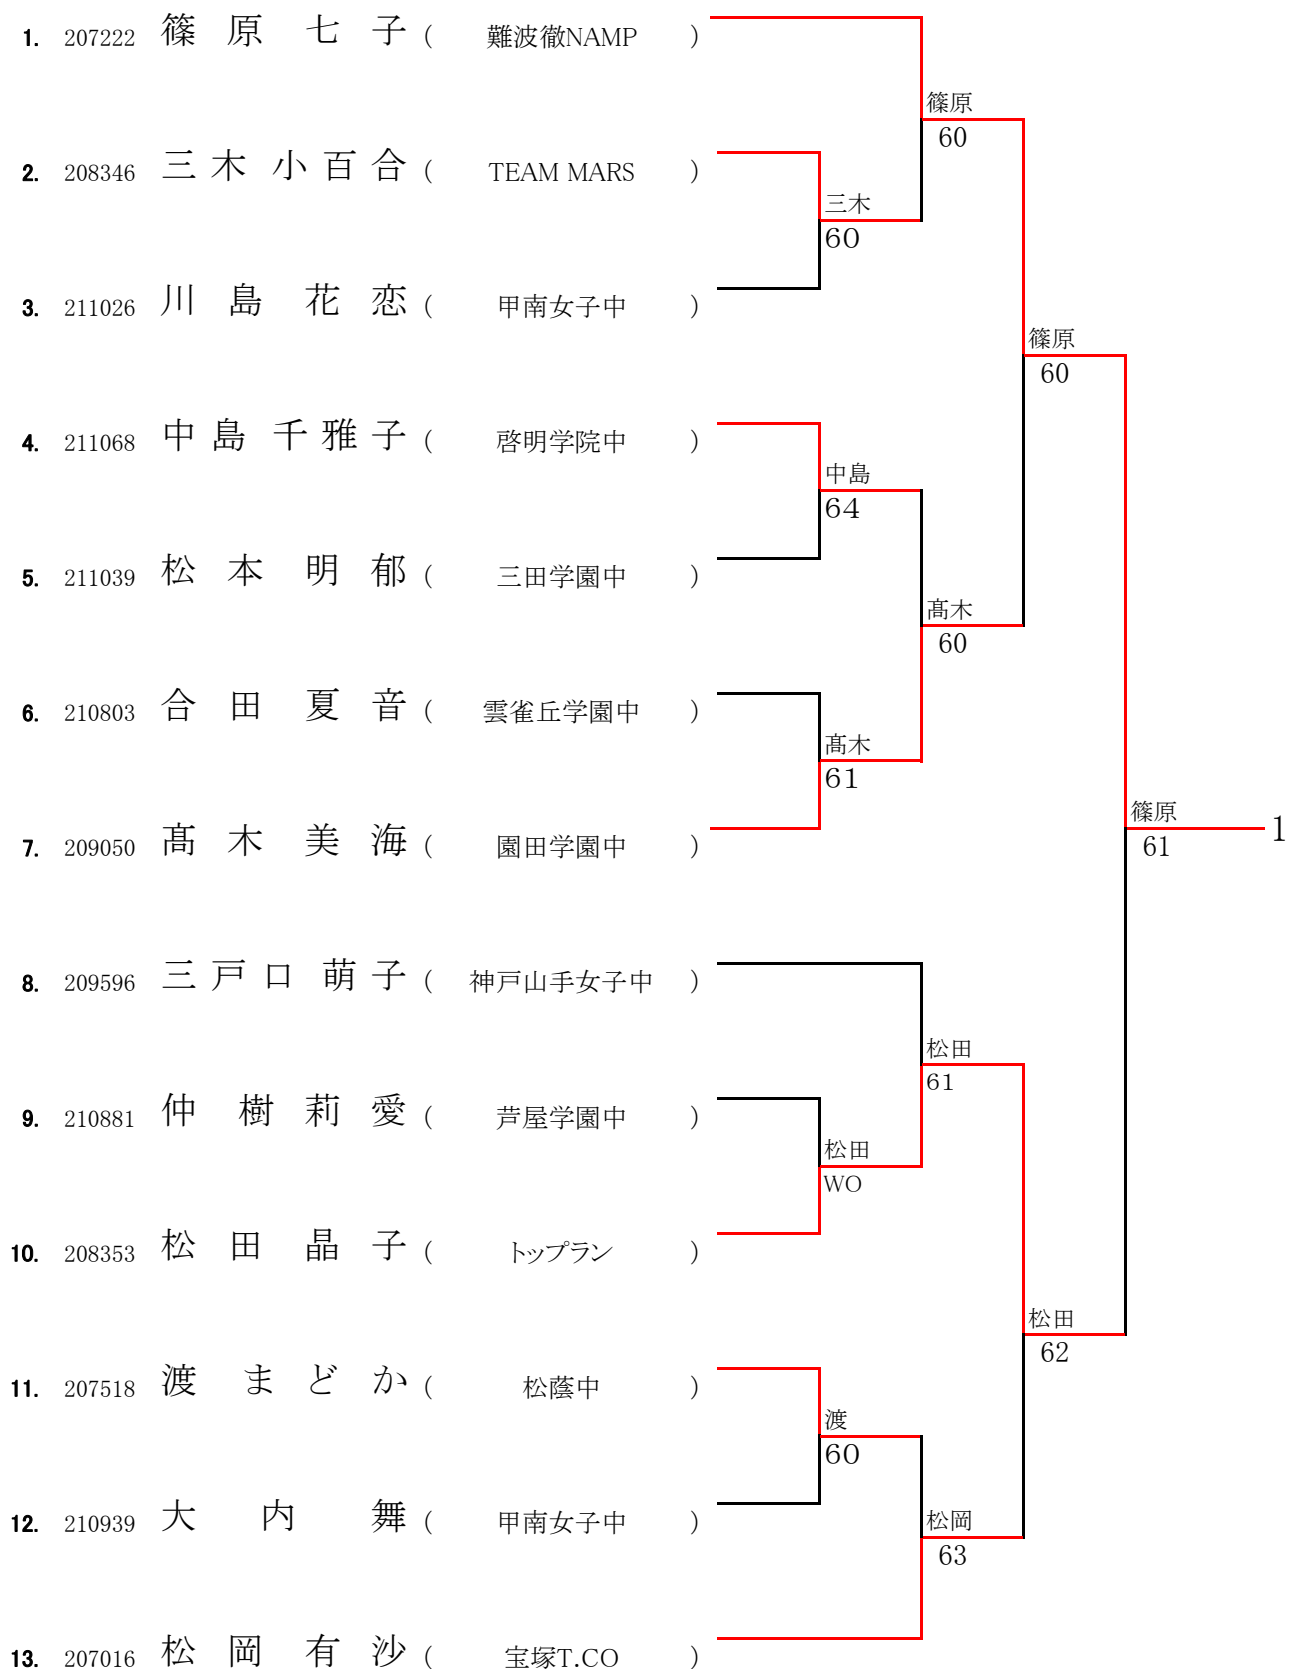 1. 207222 篠原 七子 ( 難波徹NAMP )
篠原
60
2. 208346 三木 小百合 ( TEAM MARS )
三木
60
3. 211026 川島 花恋 ( 甲南女子中 )
篠原
60
4. 211068 中島 千雅子 ( 啓明学院中 )
中島
64
5. 211039 松本 明郁 ( 三田学園中 )
髙木
60
6. 210803 合田 夏音 ( 雲雀丘学園中 )
髙木
61
7. 209050 髙木 美海 ( 園田学園中 )
篠原
61
1
8. 209596 三戸口 萌子 ( 神戸山手女子中 )
松田
61
9. 210881 仲 樹莉愛 ( 芦屋学園中 )
松田
WO
10. 208353 松田 晶子 ( トップラン )
松田
62
11. 207518 渡 まどか ( 松蔭中 )
渡
60
12. 210939 大内 舞 ( 甲南女子中 )
松岡
63
13. 207016 松岡 有沙 ( 宝塚T.CO )